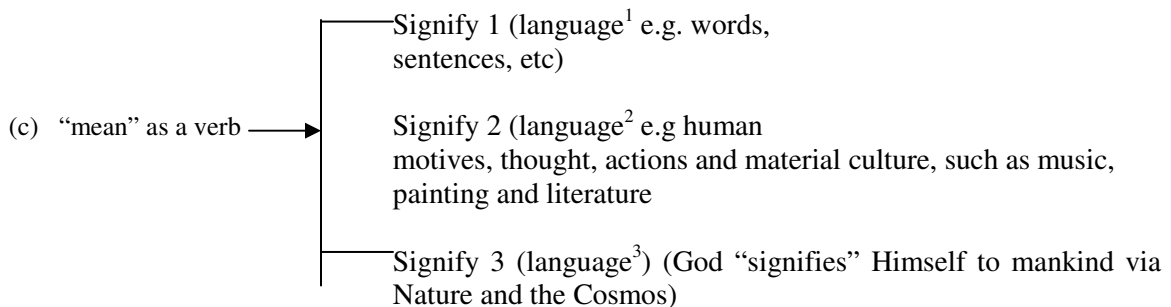 Signify 1 (language¹ e.g. words,
sentences, etc)
(c) “mean” as a verb
Signify 2 (language² e.g human
motives, thought, actions and material culture, such as music,
painting and literature
Signify 3 (language³) (God “signifies” Himself to mankind via
Nature and the Cosmos)